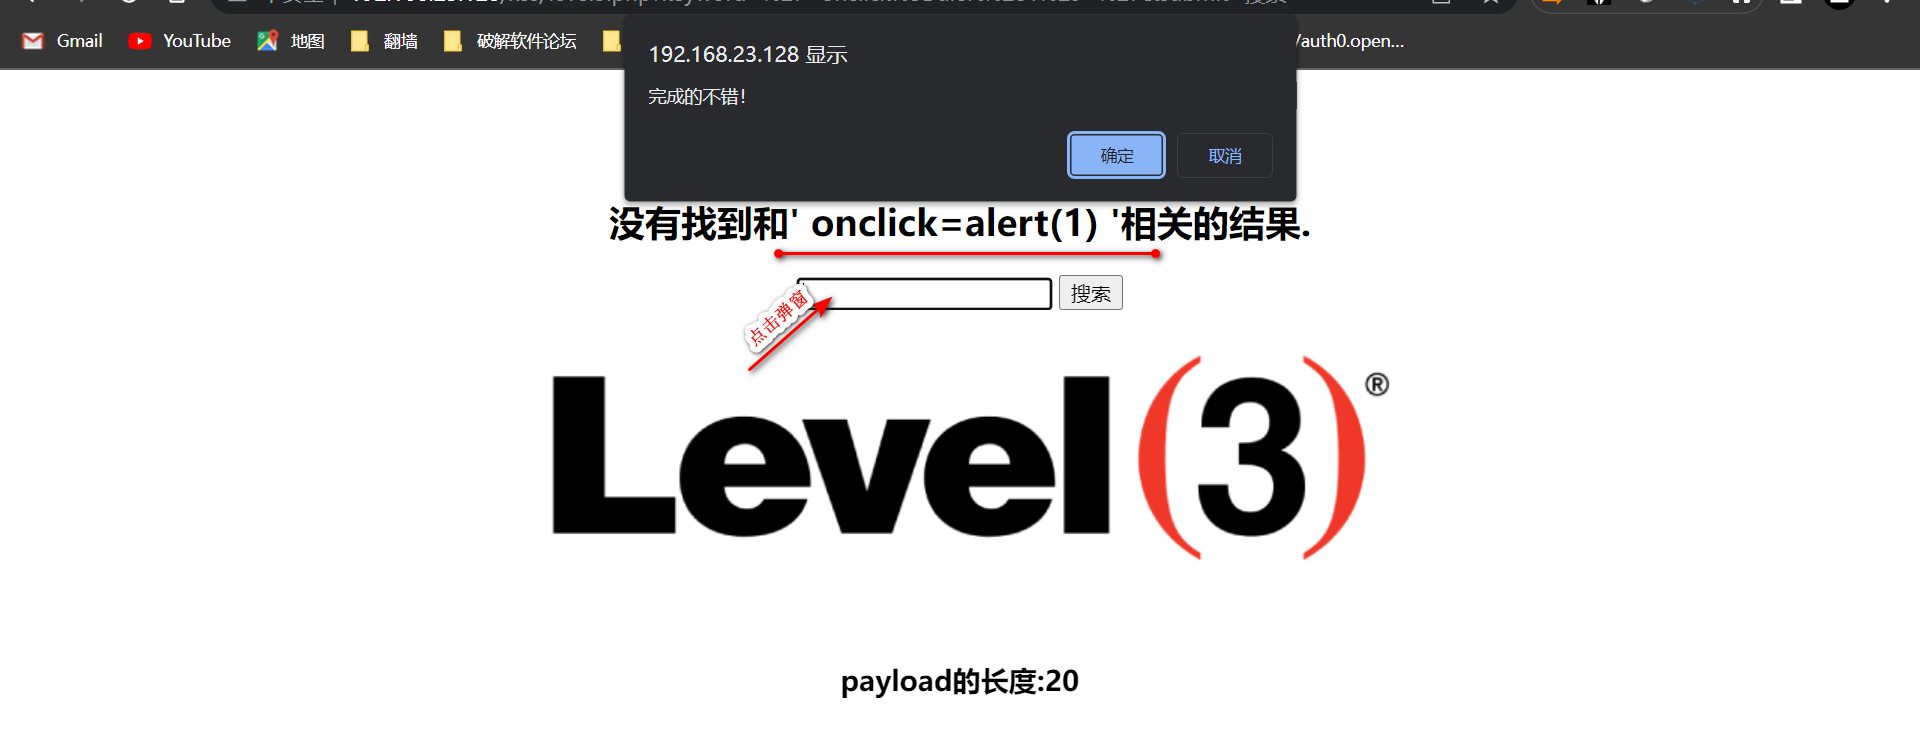 Gmail YouTube 地图 翻墙 破解软件论坛 /auth0.open...
192.168.23.128 显示
完成的不错!
确定 取消
没有找到和' onclick=alert(1) '相关的结果.
搜索
点击弹窗
Level(3)®
payload的长度:20